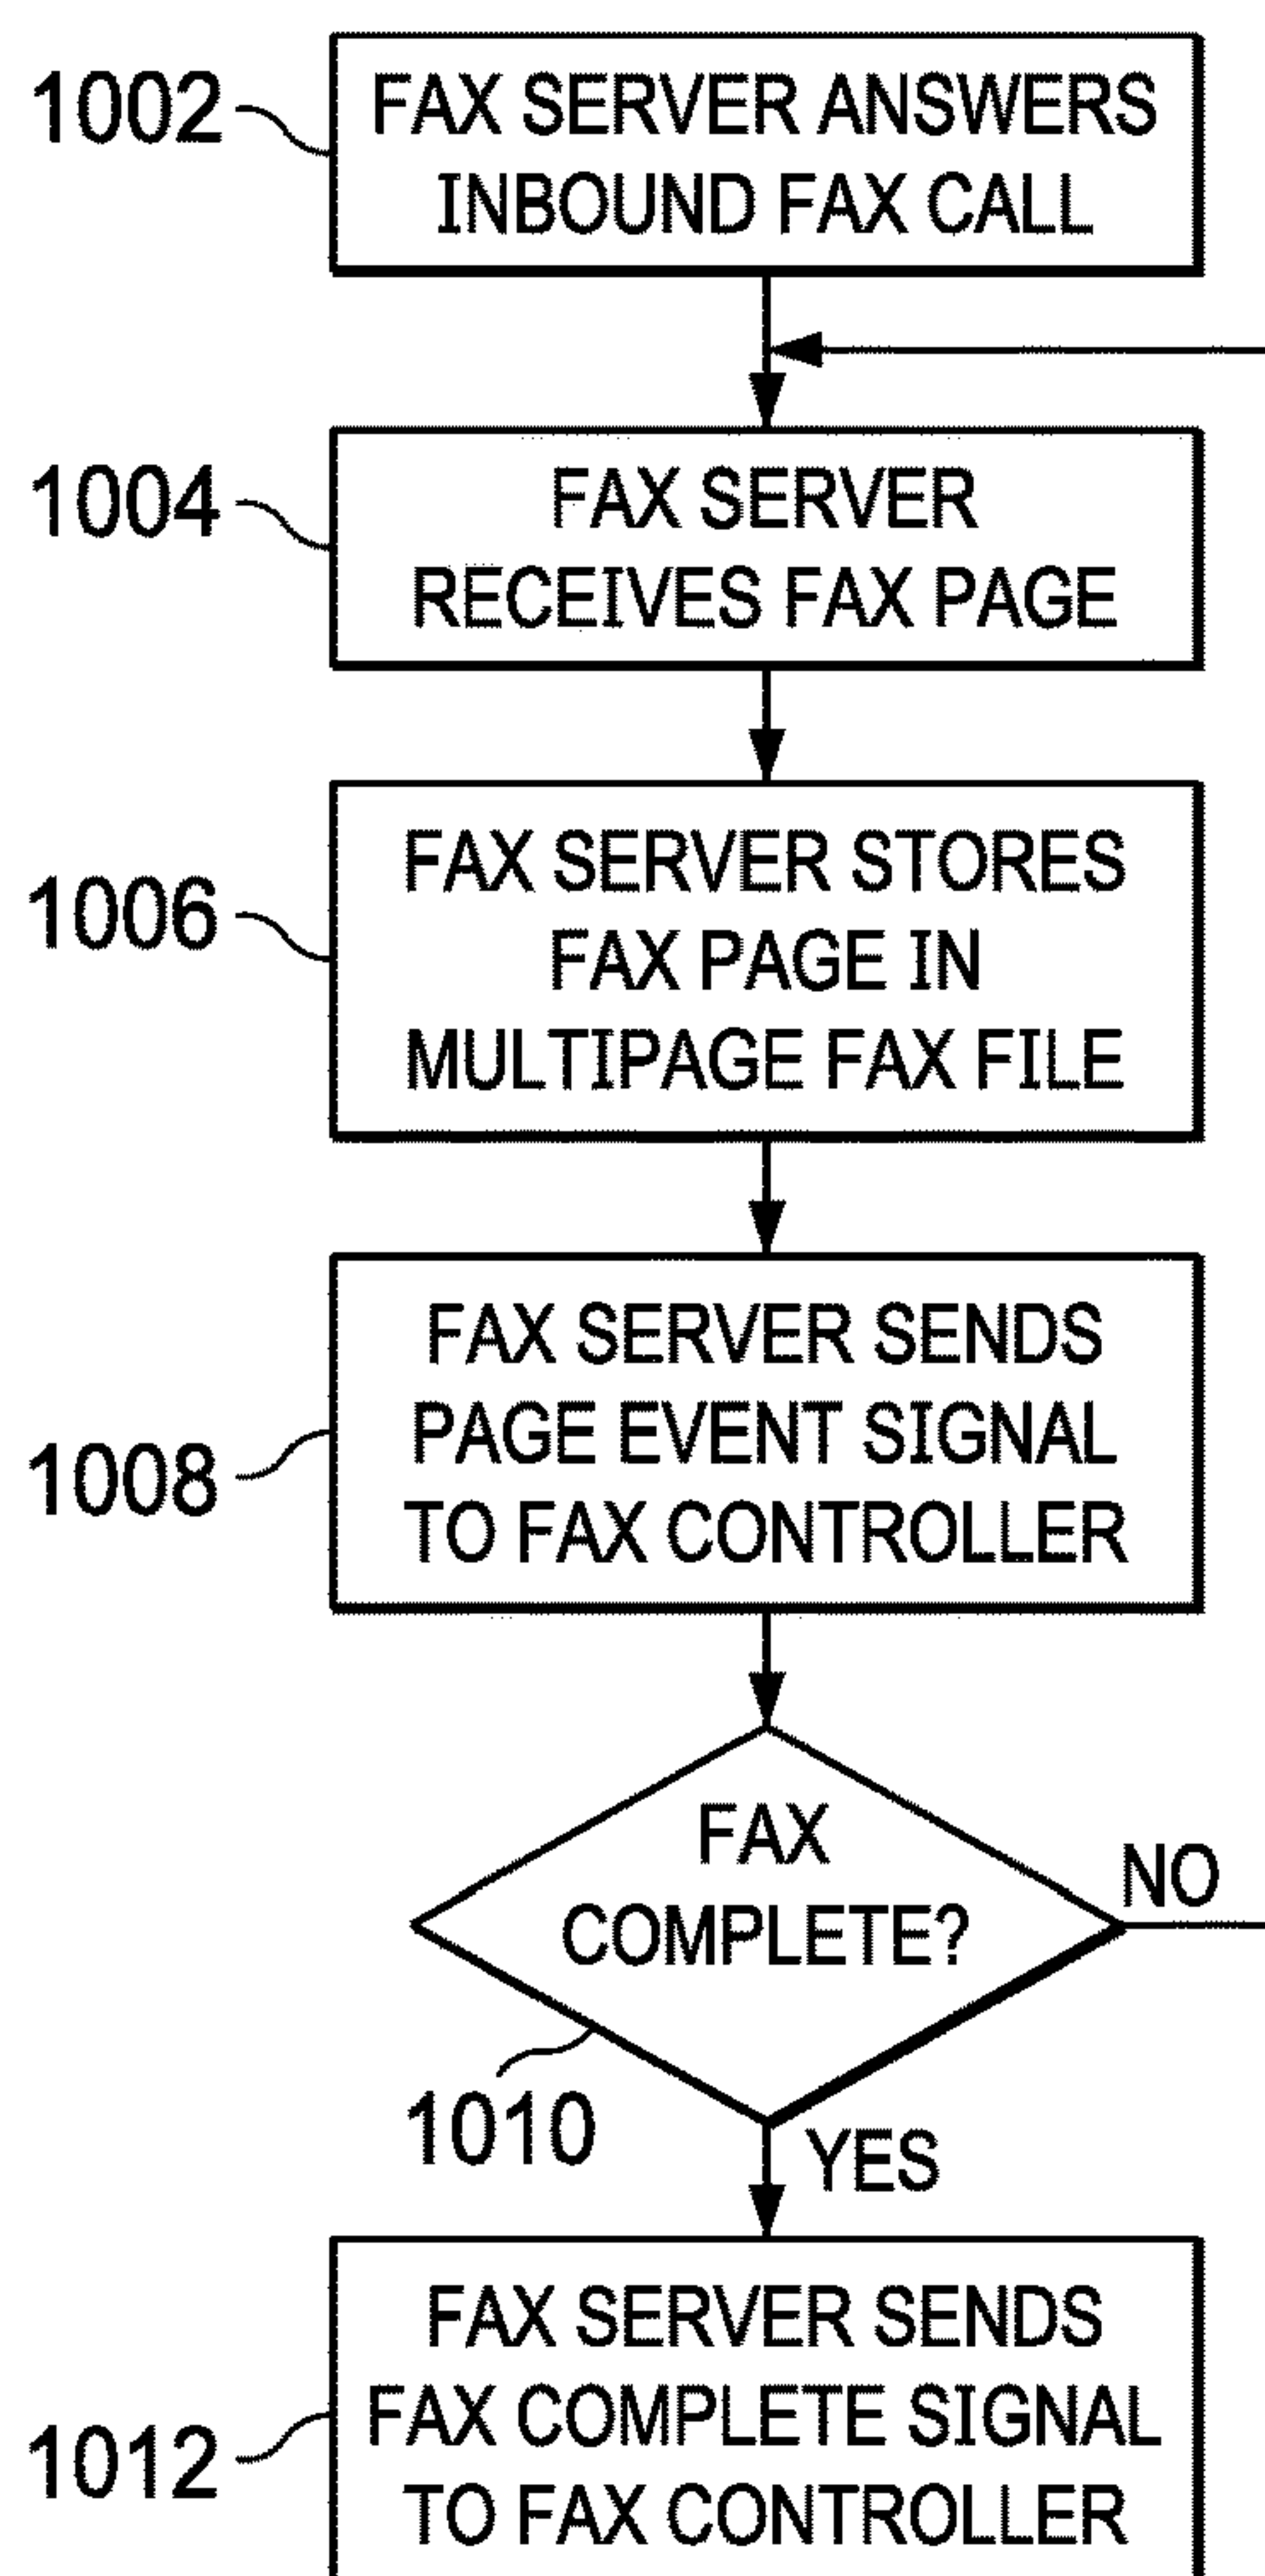 1002
FAX SERVER ANSWERS
INBOUND FAX CALL
1004
FAX SERVER
RECEIVES FAX PAGE
1006
FAX SERVER STORES
FAX PAGE IN
MULTIPAGE FAX FILE
1008
FAX SERVER SENDS
PAGE EVENT SIGNAL
TO FAX CONTROLLER
FAX
COMPLETE?
NO
1010
YES
1012
FAX SERVER SENDS
FAX COMPLETE SIGNAL
TO FAX CONTROLLER